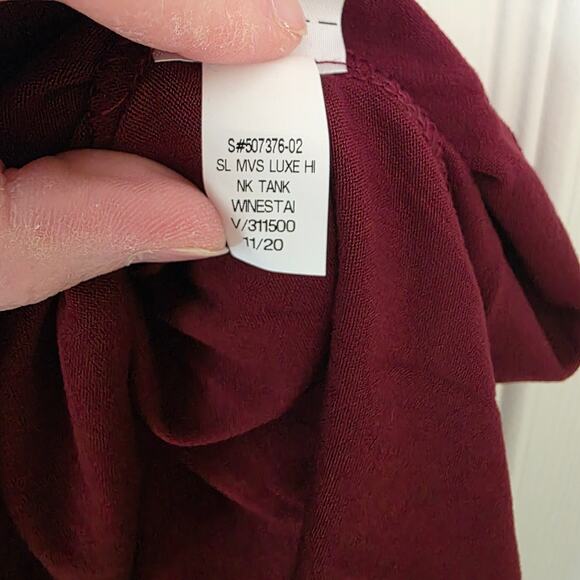 S#507376-02
SL MVS LUXE HI
NK TANK
WINESTAI
V/311500
11/20